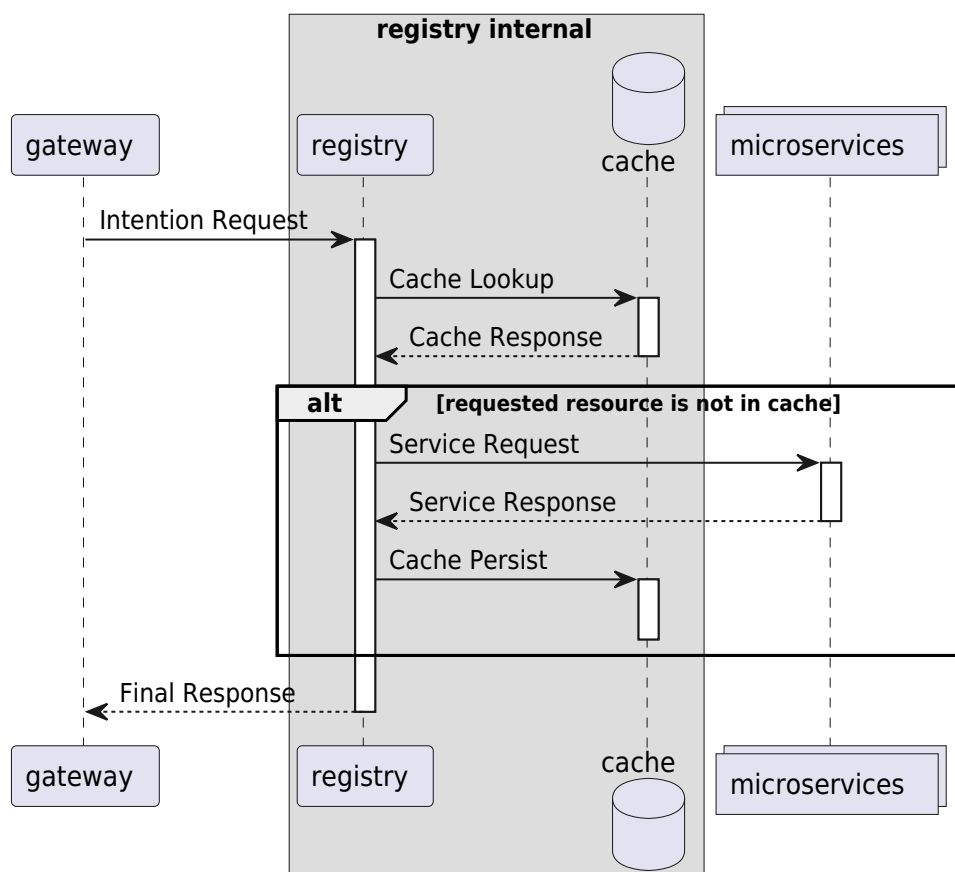 registry internal
gateway
registry
cache
microservices
Intention Request
Cache Lookup
Cache Response
alt
[requested resource is not in cache]
Service Request
Service Response
Cache Persist
Final Response
gateway
registry
cache
microservices